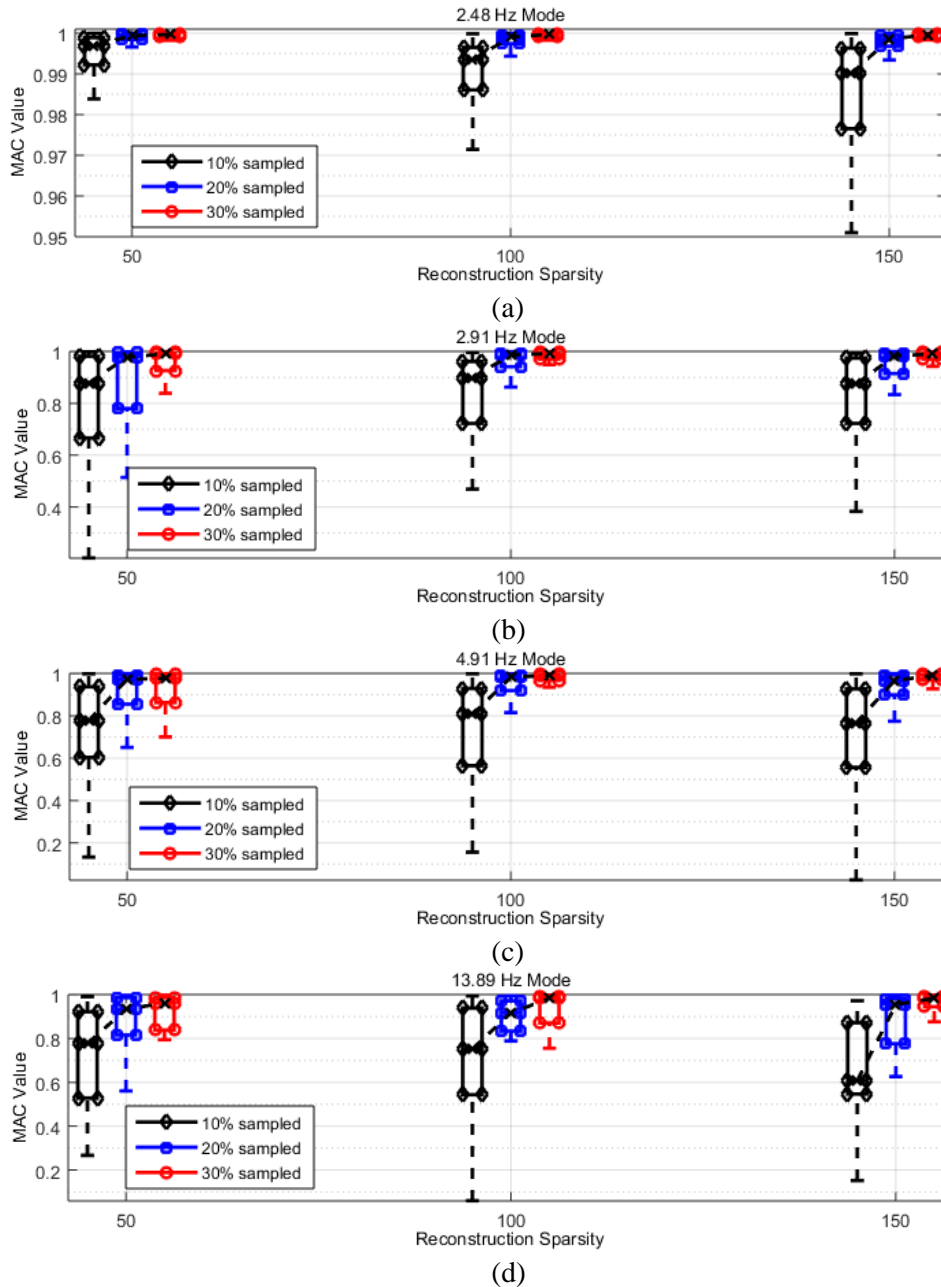 2.48 Hz Mode
MAC Value
1
0.99
0.98
0.97
0.96
0.95
10% sampled
20% sampled
30% sampled
50
100
150
Reconstruction Sparsity
(a)
2.91 Hz Mode
MAC Value
1
0.8
0.6
0.4
10% sampled
20% sampled
30% sampled
50
100
150
Reconstruction Sparsity
(b)
4.91 Hz Mode
MAC Value
1
0.8
0.6
0.4
0.2
10% sampled
20% sampled
30% sampled
50
100
150
Reconstruction Sparsity
(c)
13.89 Hz Mode
MAC Value
1
0.8
0.6
0.4
0.2
10% sampled
20% sampled
30% sampled
50
100
150
Reconstruction Sparsity
(d)